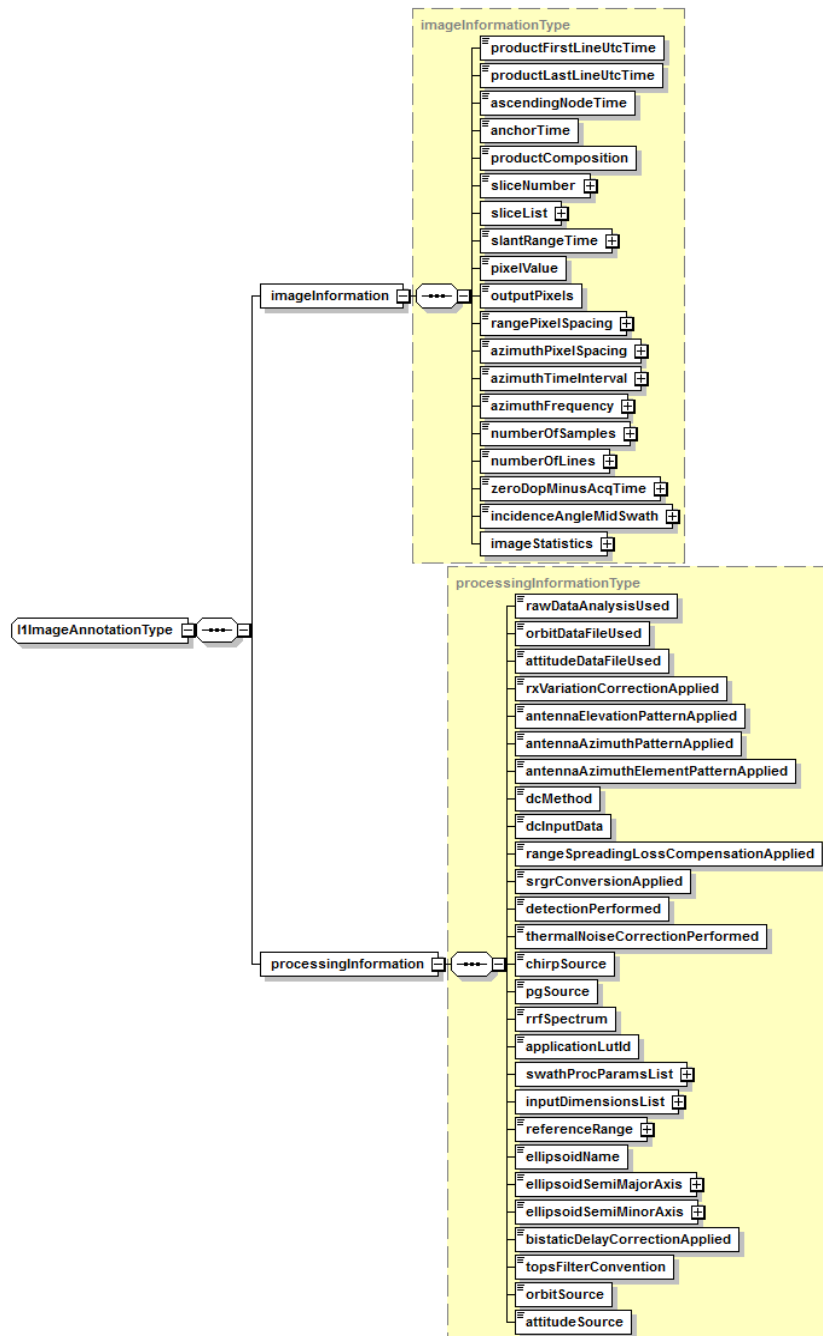 imageInformationType
productFirstLineUtcTime
productLastLineUtcTime
ascendingNodeTime
anchorTime
productComposition
sliceNumber
sliceList
slantRangeTime
pixelValue
imageInformation
outputPixels
rangePixelSpacing
azimuthPixelSpacing
azimuthTimeInterval
azimuthFrequency
numberOfSamples
numberOfLines
zeroDopMinusAcqTime
incidenceAngleMidSwath
imageStatistics
processingInformationType
rawDataAnalysisUsed
l1ImageAnnotationType
orbitDataFileUsed
attitudeDataFileUsed
rxVariationCorrectionApplied
antennaElevationPatternApplied
antennaAzimuthPatternApplied
antennaAzimuthElementPatternApplied
dcMethod
dcInputData
rangeSpreadingLossCompensationApplied
srgrConversionApplied
detectionPerformed
thermalNoiseCorrectionPerformed
processingInformation
chirpSource
pgSource
rrfSpectrum
applicationLutId
swathProcParamsList
inputDimensionsList
referenceRange
ellipsoidName
ellipsoidSemiMajorAxis
ellipsoidSemiMinorAxis
bistaticDelayCorrectionApplied
topsFilterConvention
orbitSource
attitudeSource